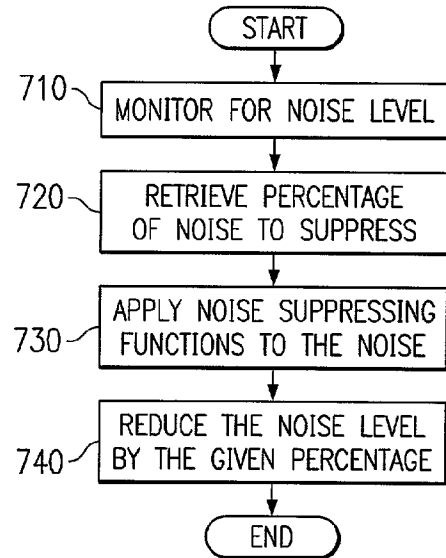 START
710
MONITOR FOR NOISE LEVEL
720
RETRIEVE PERCENTAGE
OF NOISE TO SUPPRESS
730
APPLY NOISE SUPPRESSING
FUNCTIONS TO THE NOISE
740
REDUCE THE NOISE LEVEL
BY THE GIVEN PERCENTAGE
END